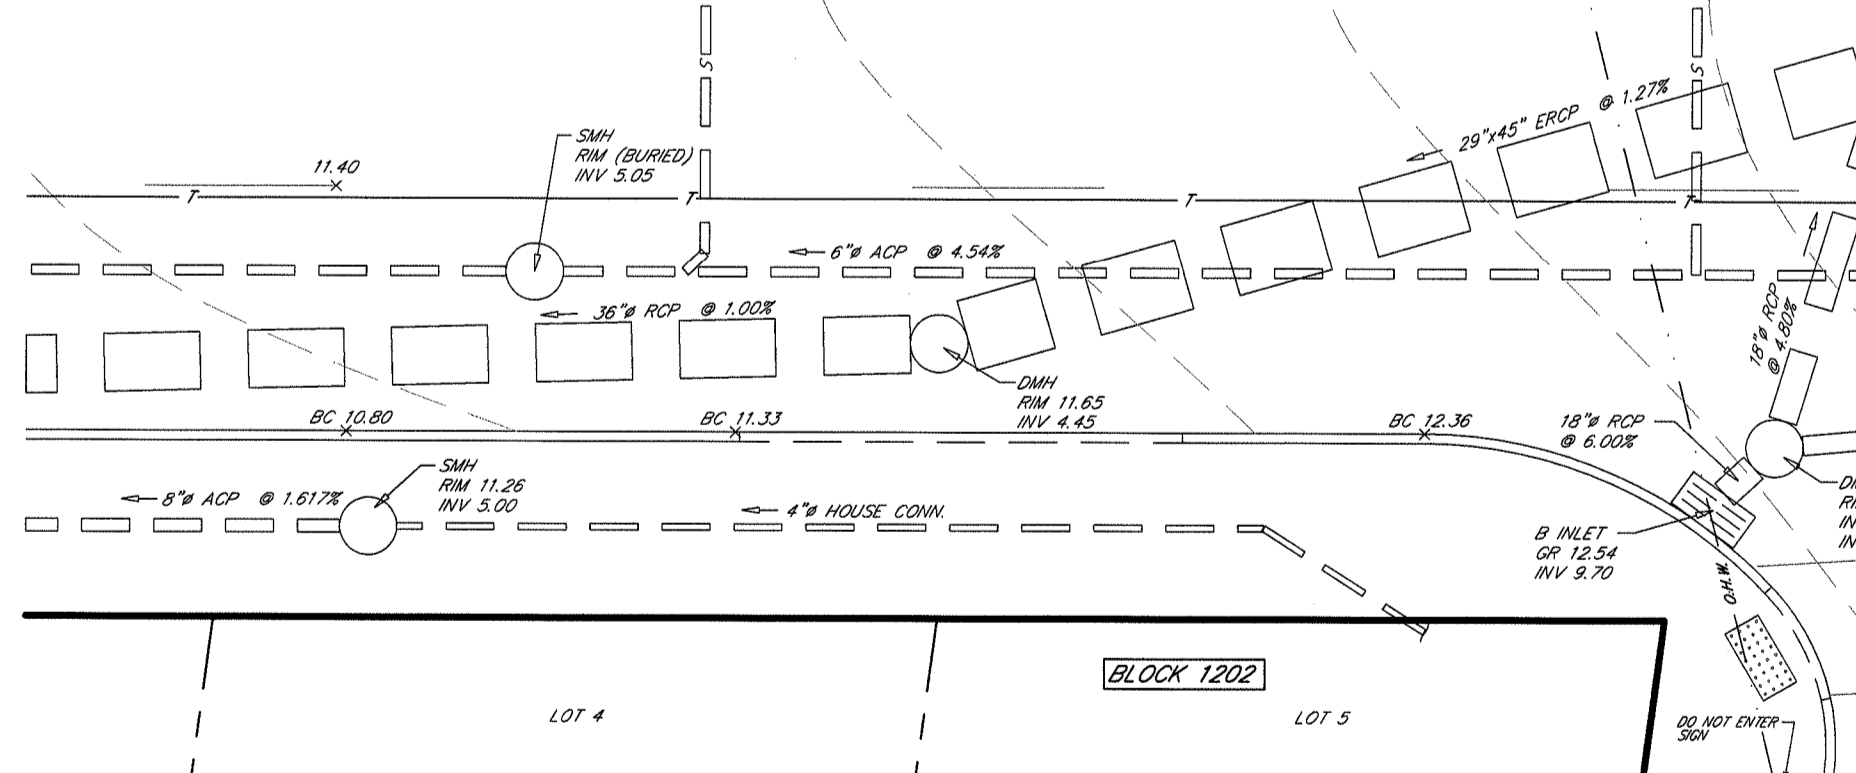 S
S
29"x45" ERCP @ 1.27%
SMH
RIM (BURIED)
INV 5.05
11.40
T
T
T
T
6"ø ACP @ 4.54%
36"ø RCP @ 1.00%
18"ø RCP
@ 4.80%
DMH
RIM 11.65
INV 4.45
BC 10.80
BC 11.33
BC 12.36
18"ø RCP
@ 6.00%
SMH
RIM 11.26
INV 5.00
8"ø ACP @ 1.617%
4"ø HOUSE CONN.
B INLET
GR 12.54
INV 9.70
O.H.W.
BLOCK 1202
LOT 4
LOT 5
DO NOT ENTER
SIGN